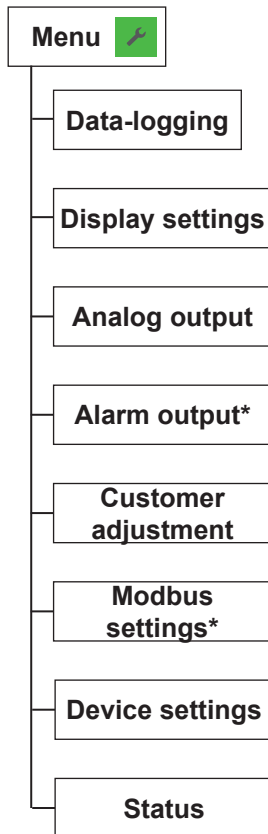 Menu
Data-logging
Display settings
Analog output
Alarm output*
Customer
adjustment
Modbus
settings*
Device settings
Status